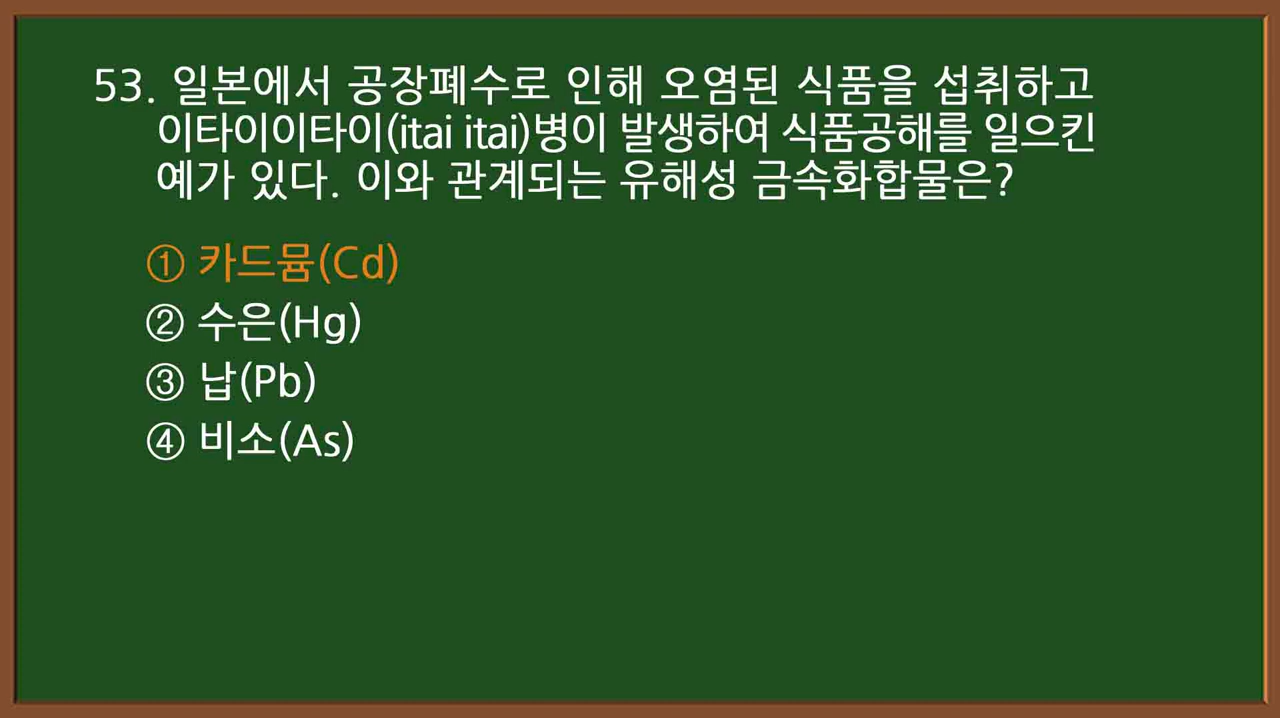 53. 일본에서 공장폐수로 인해 오염된 식품을 섭취하고
이타이이타이(itai itai)병이 발생하여 식품공해를 일으킨
예가 있다. 이와 관계되는 유해성 금속화합물은?
① 카드뮴(Cd)
② 수은(Hg)
③ 납(Pb)
④ 비소(As)